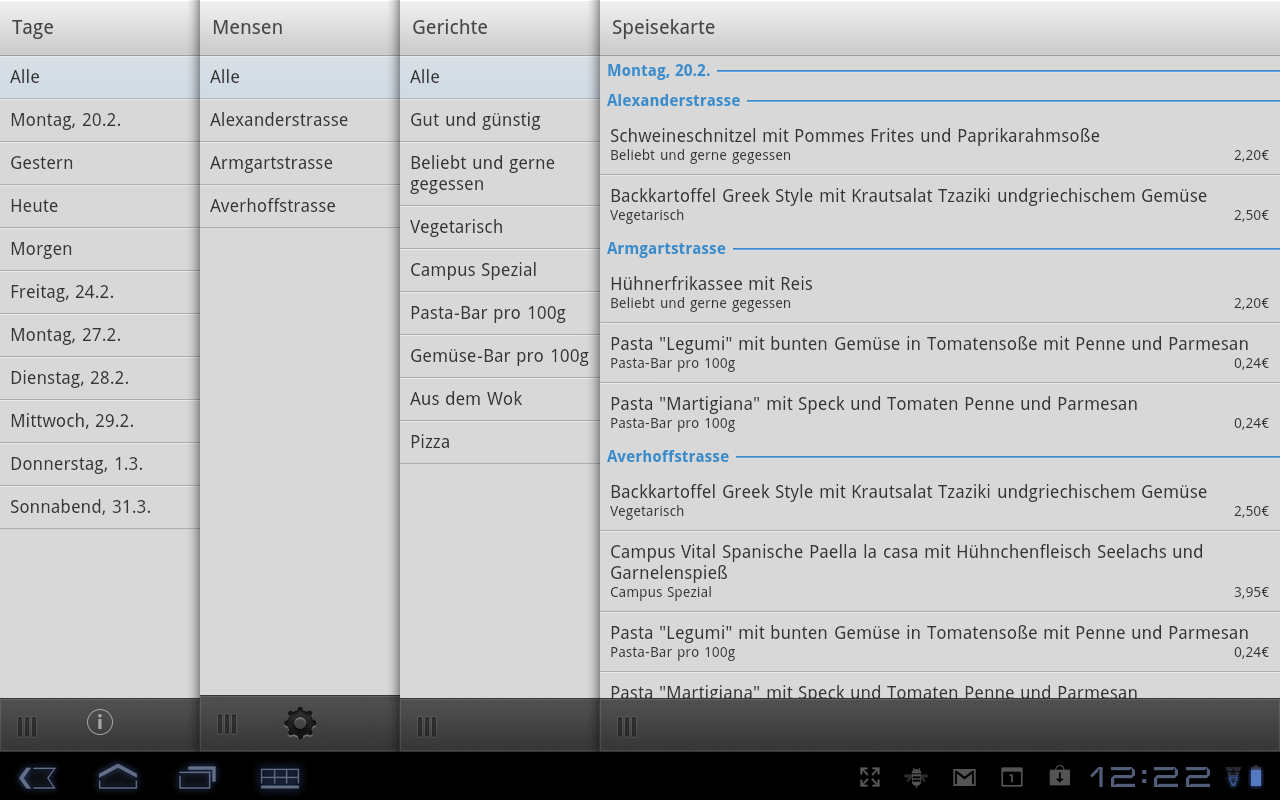 Tage
Alle
Montag, 20.2.
Gestern
Heute
Morgen
Freitag, 24.2.
Montag, 27.2.
Dienstag, 28.2.
Mittwoch, 29.2.
Donnerstag, 1.3.
Sonnabend, 31.3.
Mensen
Alle
Alexanderstrasse
Armgartstrasse
Averhoffstrasse
Gerichte
Alle
Gut und günstig
Beliebt und gerne
gegessen
Vegetarisch
Campus Spezial
Pasta-Bar pro 100g
Gemüse-Bar pro 100g
Aus dem Wok
Pizza
Speisekarte
Montag, 20.2.
Alexanderstrasse
Schweineschnitzel mit Pommes Frites und Paprikarahmsoße
Beliebt und gerne gegessen 2,20€
Backkartoffel Greek Style mit Krautsalat Tzaziki undgriechischem Gemüse
Vegetarisch 2,50€
Armgartstrasse
Hühnerfrikassee mit Reis
Beliebt und gerne gegessen 2,20€
Pasta "Legumi" mit bunten Gemüse in Tomatensoße mit Penne und Parmesan
Pasta-Bar pro 100g 0,24€
Pasta "Martigiana" mit Speck und Tomaten Penne und Parmesan
Pasta-Bar pro 100g 0,24€
Averhoffstrasse
Backkartoffel Greek Style mit Krautsalat Tzaziki undgriechischem Gemüse
Vegetarisch 2,50€
Campus Vital Spanische Paella la casa mit Hühnchenfleisch Seelachs und
Garnelenspieß
Campus Spezial 3,95€
Pasta "Legumi" mit bunten Gemüse in Tomatensoße mit Penne und Parmesan
Pasta-Bar pro 100g 0,24€
Pasta "Martigiana" mit Speck und Tomaten Penne und Parmesan
1
12:22